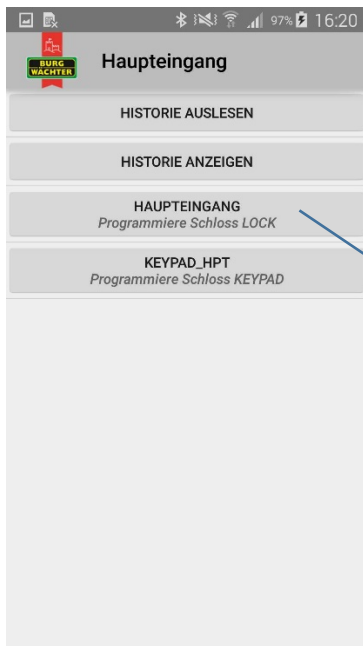 97% 16:20
BURG
WÄCHTER
Haupteingang
HISTORIE AUSLESEN
HISTORIE ANZEIGEN
HAUPTEINGANG
Programmiere Schloss LOCK
KEYPAD_HPT
Programmiere Schloss KEYPAD